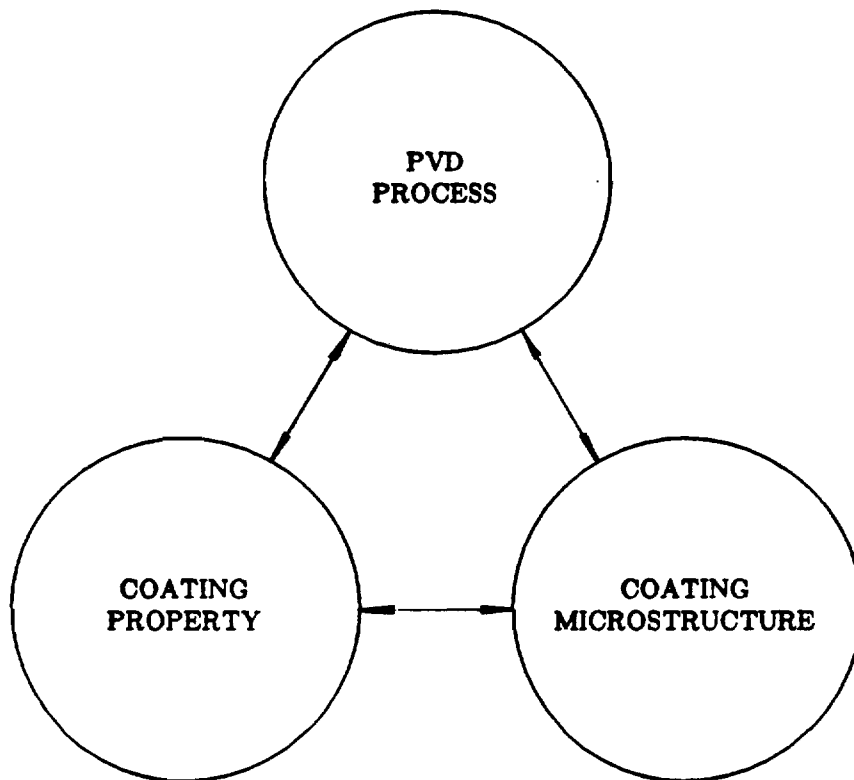 PVD
PROCESS
COATING
PROPERTY
COATING
MICROSTRUCTURE